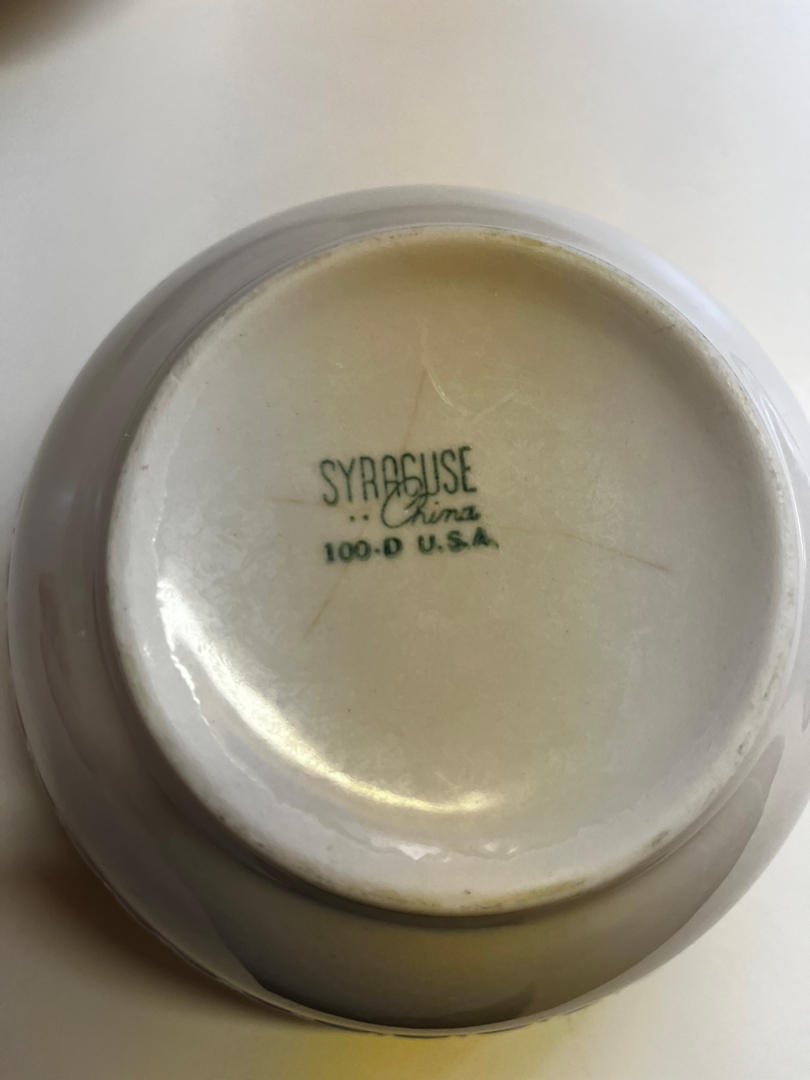 SYRACUSE
•• China
100-D U.S.A.